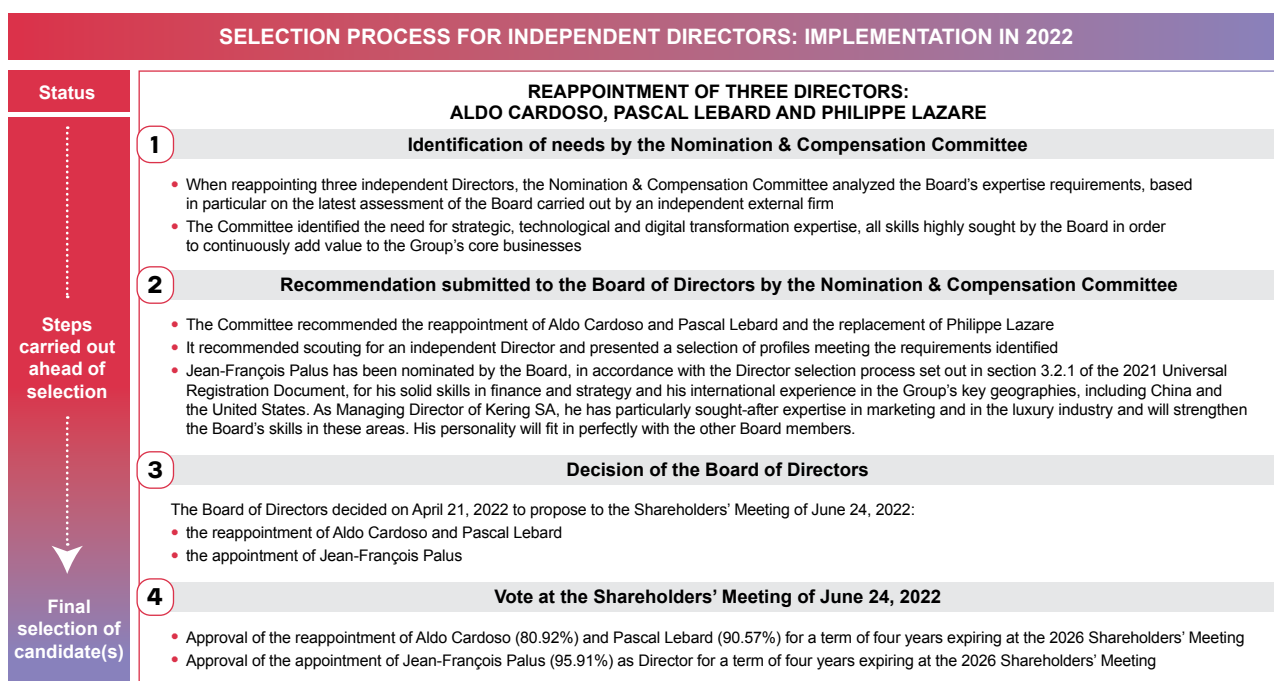 SELECTION PROCESS FOR INDEPENDENT DIRECTORS: IMPLEMENTATION IN 2022
Status
REAPPOINTMENT OF THREE DIRECTORS:
ALDO CARDOSO, PASCAL LEBARD AND PHILIPPE LAZARE
1
Identification of needs by the Nomination & Compensation Committee
• When reappointing three independent Directors, the Nomination & Compensation Committee analyzed the Board's expertise requirements, based
in particular on the latest assessment of the Board carried out by an independent external firm
• The Committee identified the need for strategic, technological and digital transformation expertise, all skills highly sought by the Board in order
to continuously add value to the Group's core businesses
2
Recommendation submitted to the Board of Directors by the Nomination & Compensation Committee
Steps
carried out
ahead of
selection
• The Committee recommended the reappointment of Aldo Cardoso and Pascal Lebard and the replacement of Philippe Lazare
• It recommended scouting for an independent Director and presented a selection of profiles meeting the requirements identified
• Jean-François Palus has been nominated by the Board, in accordance with the Director selection process set out in section 3.2.1 of the 2021 Universal
Registration Document, for his solid skills in finance and strategy and his international experience in the Group's key geographies, including China and
the United States. As Managing Director of Kering SA, he has particularly sought-after expertise in marketing and in the luxury industry and will strengthen
the Board's skills in these areas. His personality will fit in perfectly with the other Board members.
3
Decision of the Board of Directors
The Board of Directors decided on April 21, 2022 to propose to the Shareholders' Meeting of June 24, 2022:
• the reappointment of Aldo Cardoso and Pascal Lebard
• the appointment of Jean-François Palus
4
Vote at the Shareholders' Meeting of June 24, 2022
Final
selection of
candidate(s)
• Approval of the reappointment of Aldo Cardoso (80.92%) and Pascal Lebard (90.57%) for a term of four years expiring at the 2026 Shareholders' Meeting
• Approval of the appointment of Jean-François Palus (95.91%) as Director for a term of four years expiring at the 2026 Shareholders' Meeting